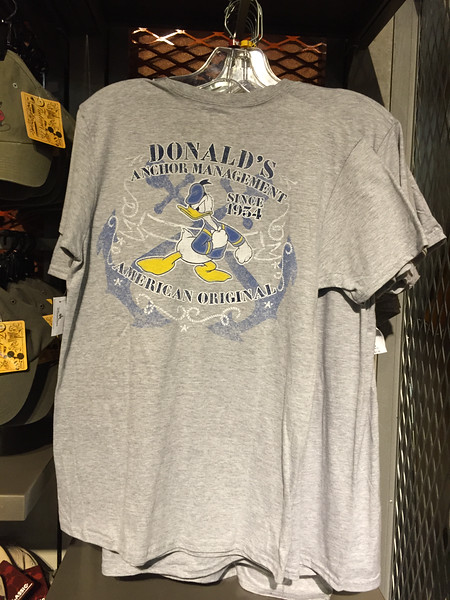 DONALD'S
ANCHOR MANAGEMENT
SINCE
1934
AMERICAN ORIGINAL